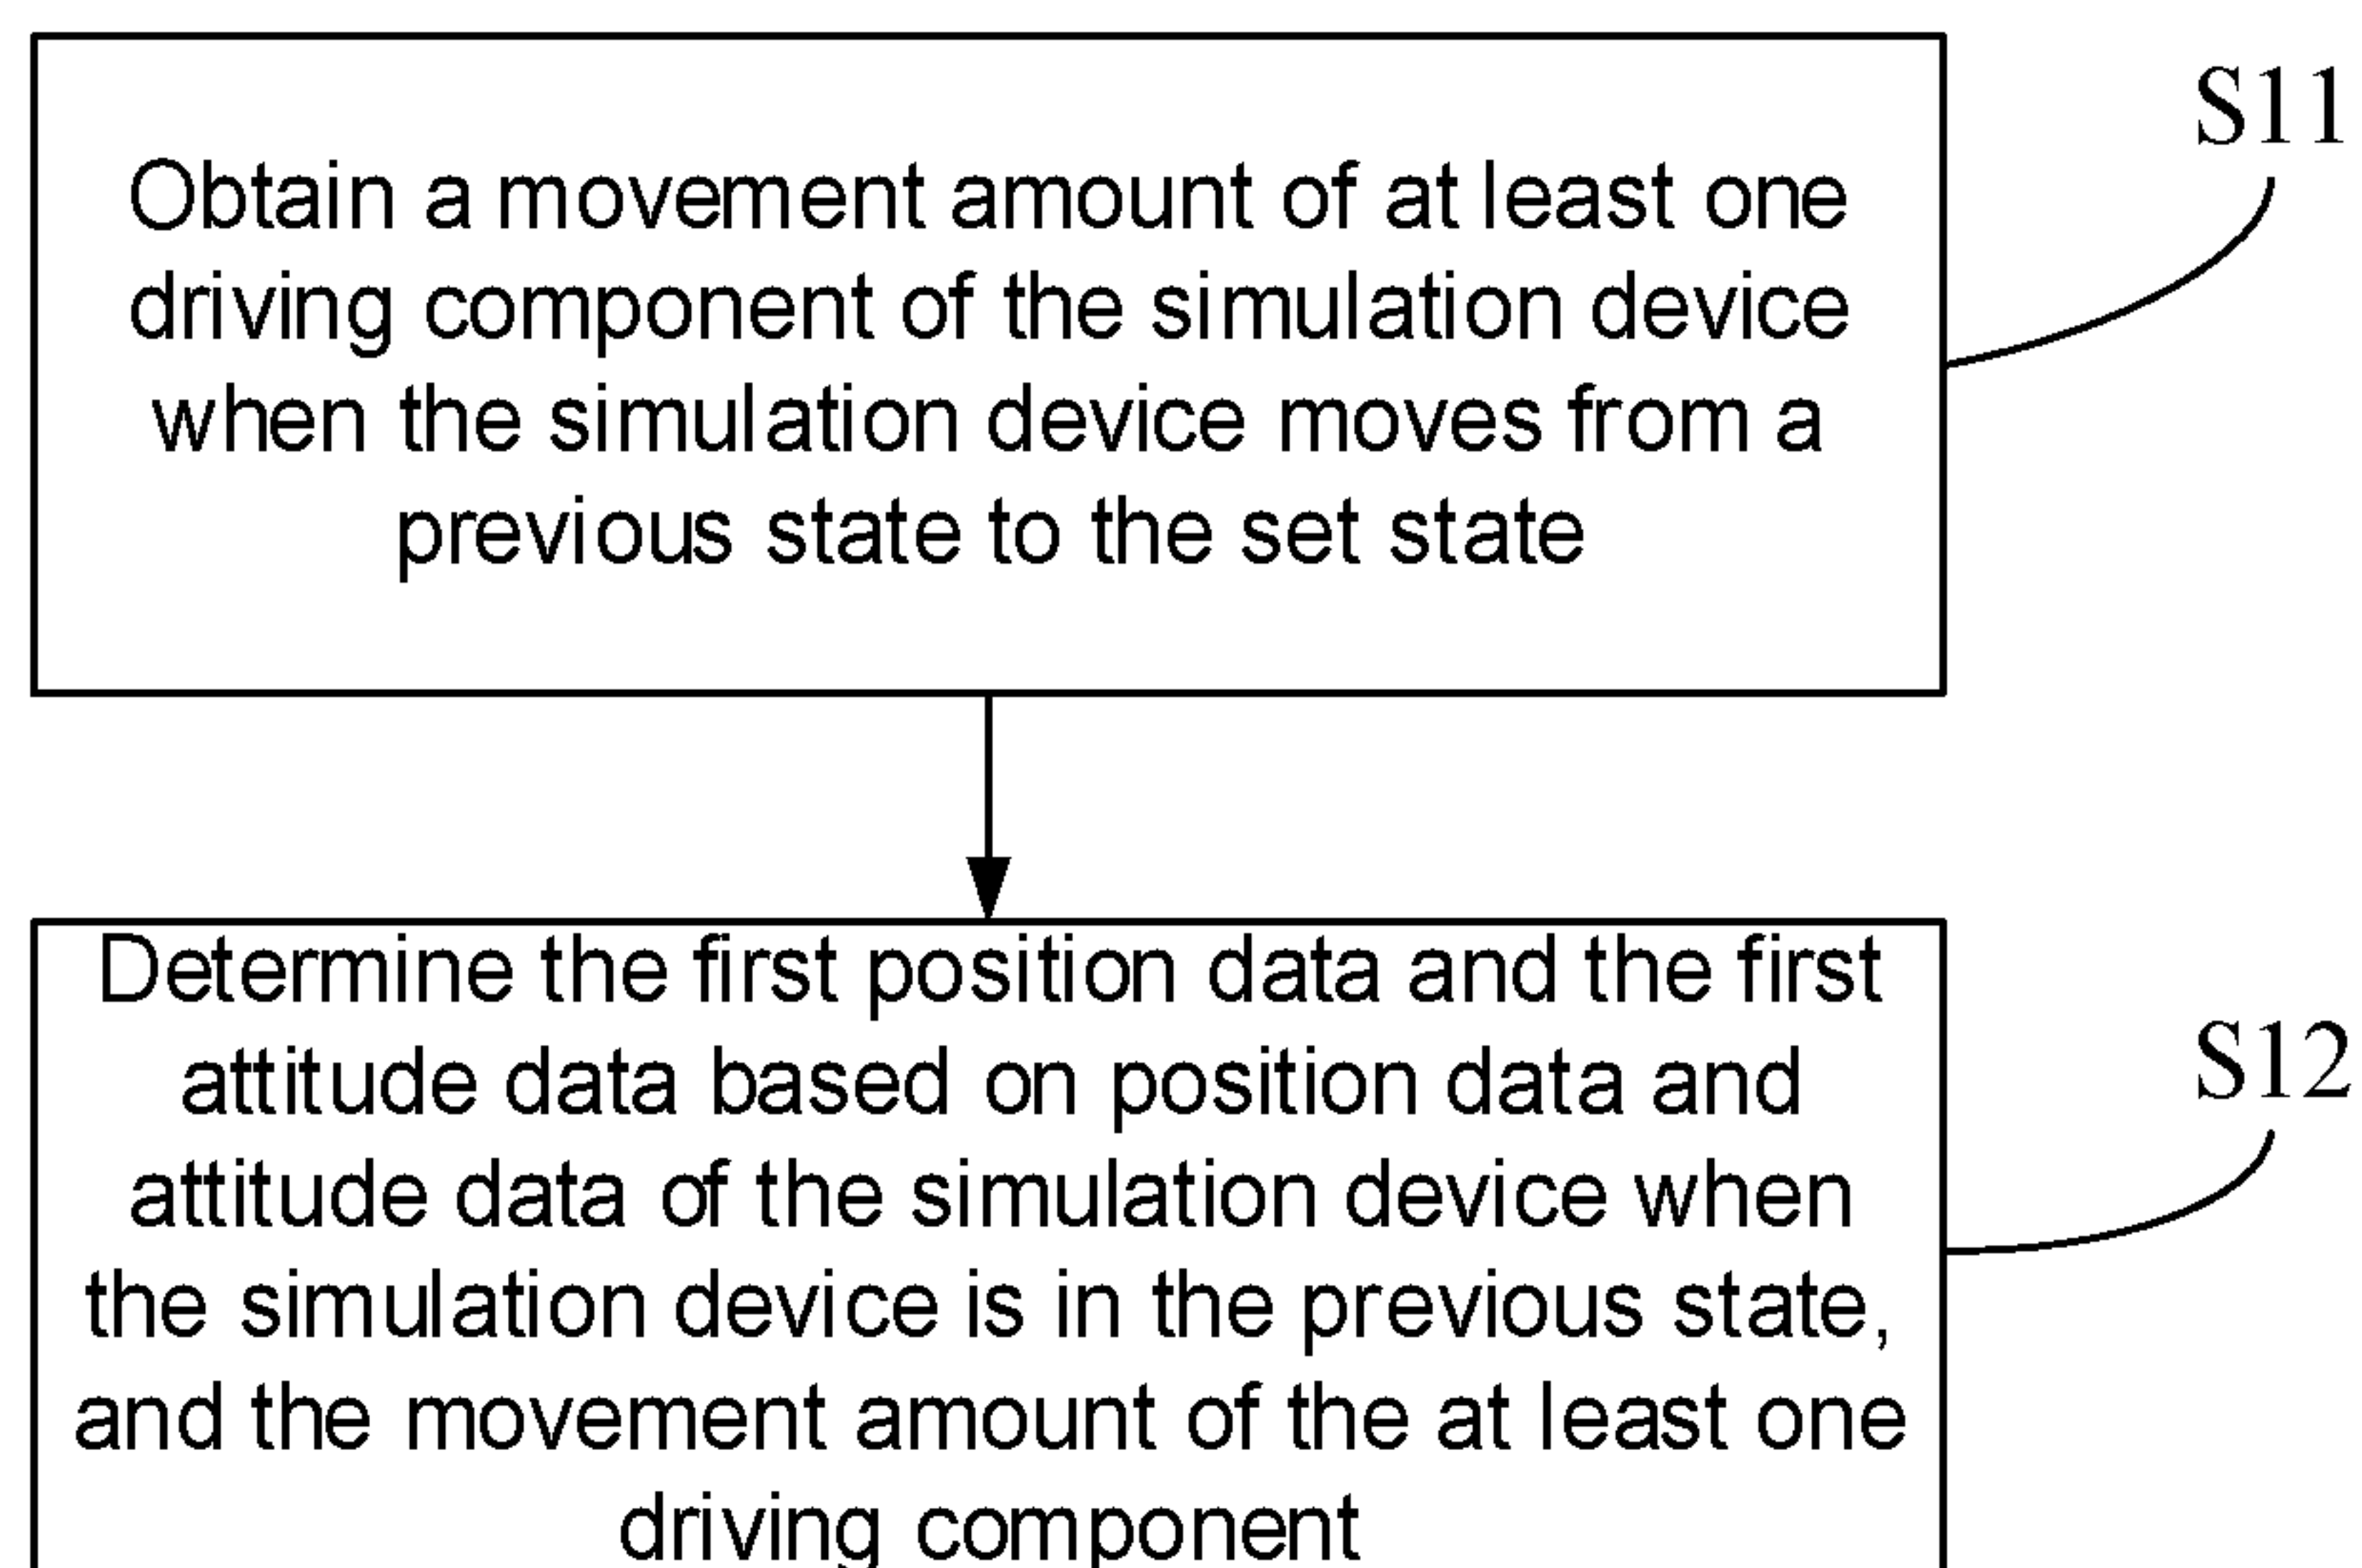 S11
Obtain a movement amount of at least one
driving component of the simulation device
when the simulation device moves from a
previous state to the set state
Determine the first position data and the first
attitude data based on position data and
S12
attitude data of the simulation device when
the simulation device is in the previous state,
and the movement amount of the at least one
driving component